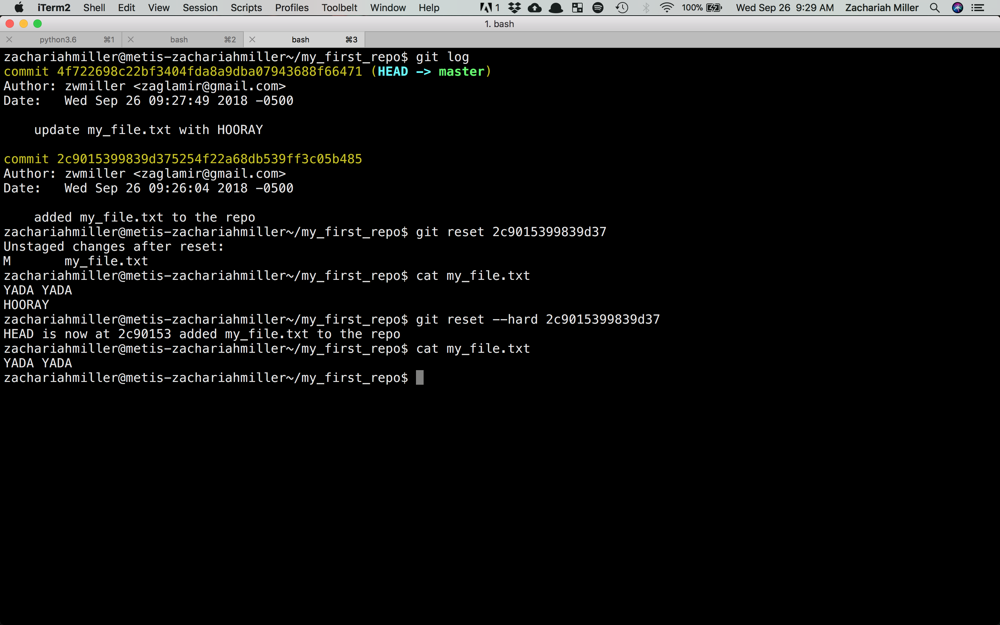 iTerm2 Shell Edit View Session Scripts Profiles Toolbelt Window Help 1 100% Wed Sep 26 9:29 AM Zachariah Miller
1. bash
python3.6 ⌘1 bash ⌘2 bash ⌘3
zachariahmiller@metis-zachariahmiller~/my_first_repo$ git log
commit 4f722698c22bf3404fda8a9dba07943688f66471 (HEAD -> master)
Author: zwmiller <zaglamir@gmail.com>
Date:   Wed Sep 26 09:27:49 2018 -0500
    update my_file.txt with HOORAY
commit 2c9015399839d375254f22a68db539ff3c05b485
Author: zwmiller <zaglamir@gmail.com>
Date:   Wed Sep 26 09:26:04 2018 -0500
    added my_file.txt to the repo
zachariahmiller@metis-zachariahmiller~/my_first_repo$ git reset 2c9015399839d37
Unstaged changes after reset:
M       my_file.txt
zachariahmiller@metis-zachariahmiller~/my_first_repo$ cat my_file.txt
YADA YADA
HOORAY
zachariahmiller@metis-zachariahmiller~/my_first_repo$ git reset --hard 2c9015399839d37
HEAD is now at 2c90153 added my_file.txt to the repo
zachariahmiller@metis-zachariahmiller~/my_first_repo$ cat my_file.txt
YADA YADA
zachariahmiller@metis-zachariahmiller~/my_first_repo$